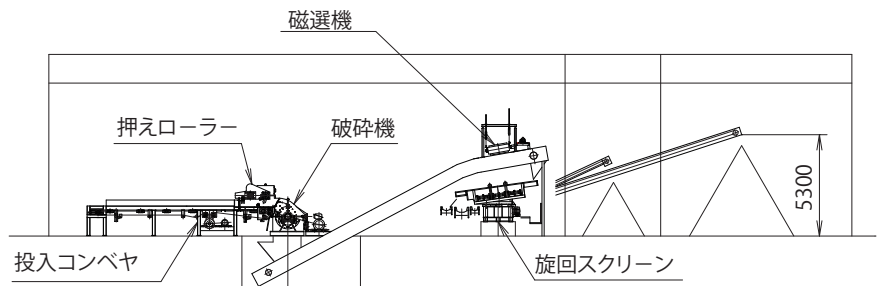 磁選機
押えローラー
破砕機
5300
投入コンベヤ
旋回スクリーン